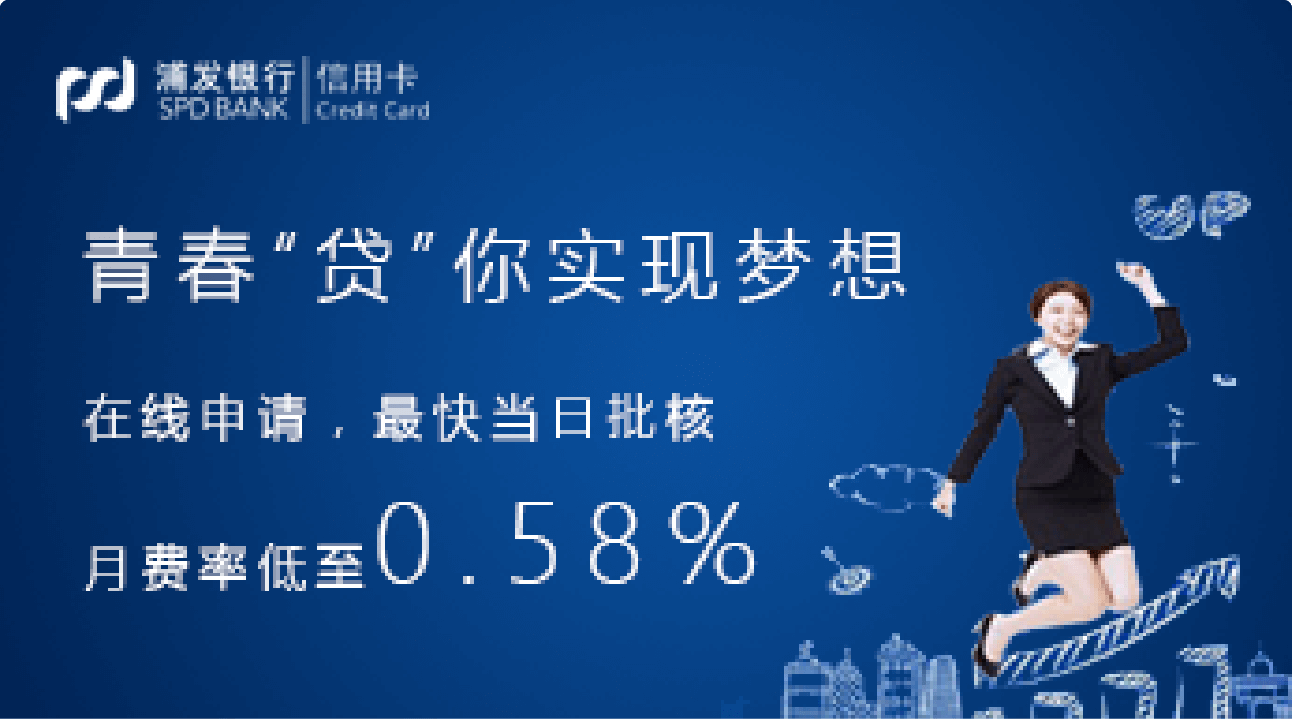 浦发银行 信用卡
SPD BANK Credit Card
青春“贷”你实现梦想
在线申请，最快当日批核
月费率低至0.58%